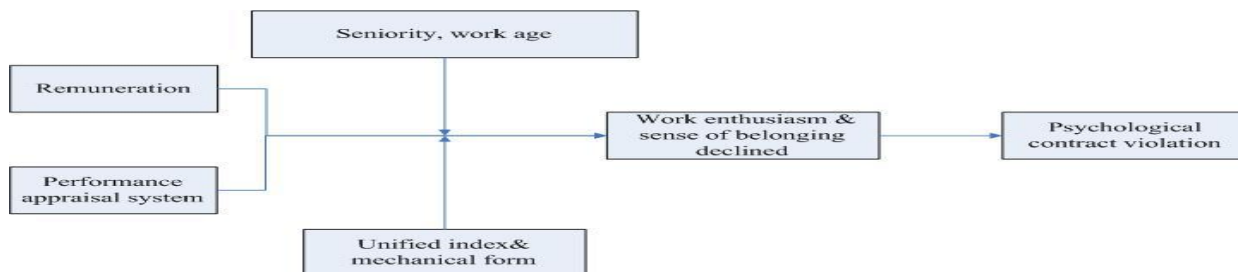 Seniority, work age
Remuneration
Work enthusiasm &
sense of belonging
declined
Psychological
contract violation
Performance
appraisal system
Unified index&
mechanical form